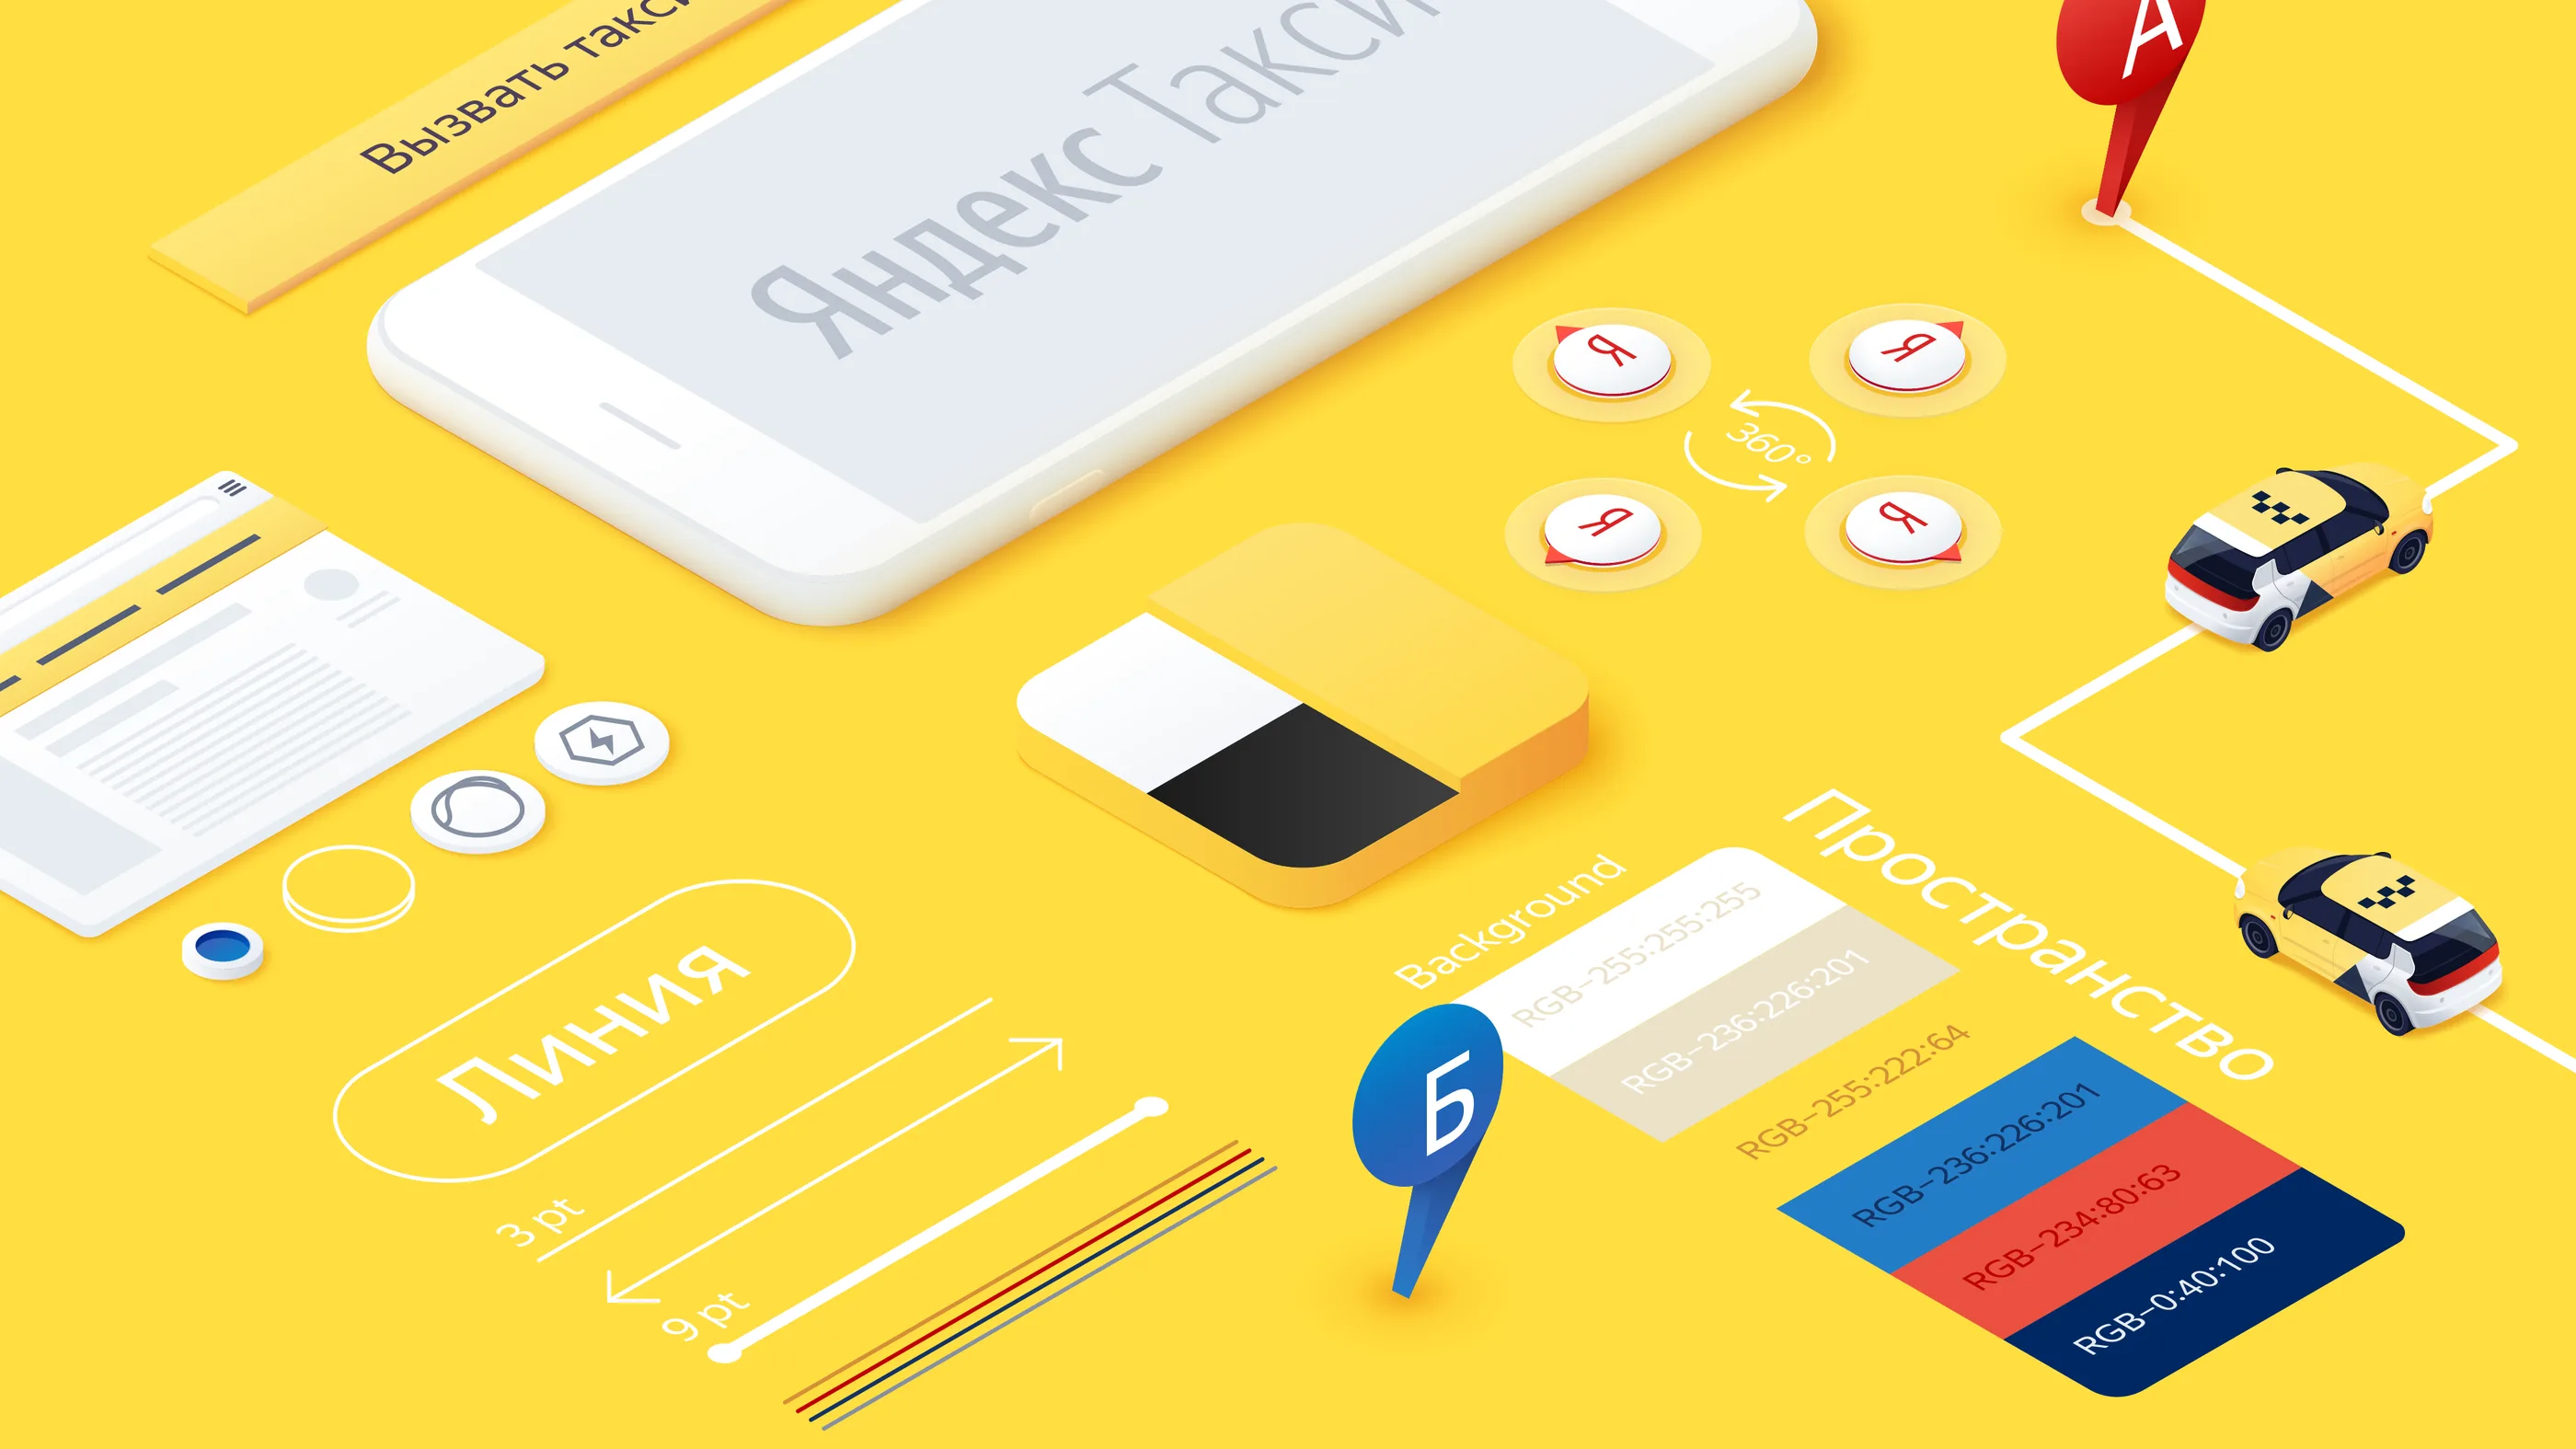 Вызвать такси
Яндекс Такси
А
Я
Я
360°
Я
Я
Пространство
Background
RGB–255:255:255
RGB–236:226:201
RGB–255:222:64
RGB–236:226:201
RGB–234:80:63
RGB–0:40:100
Б
Линия
3 pt
9 pt